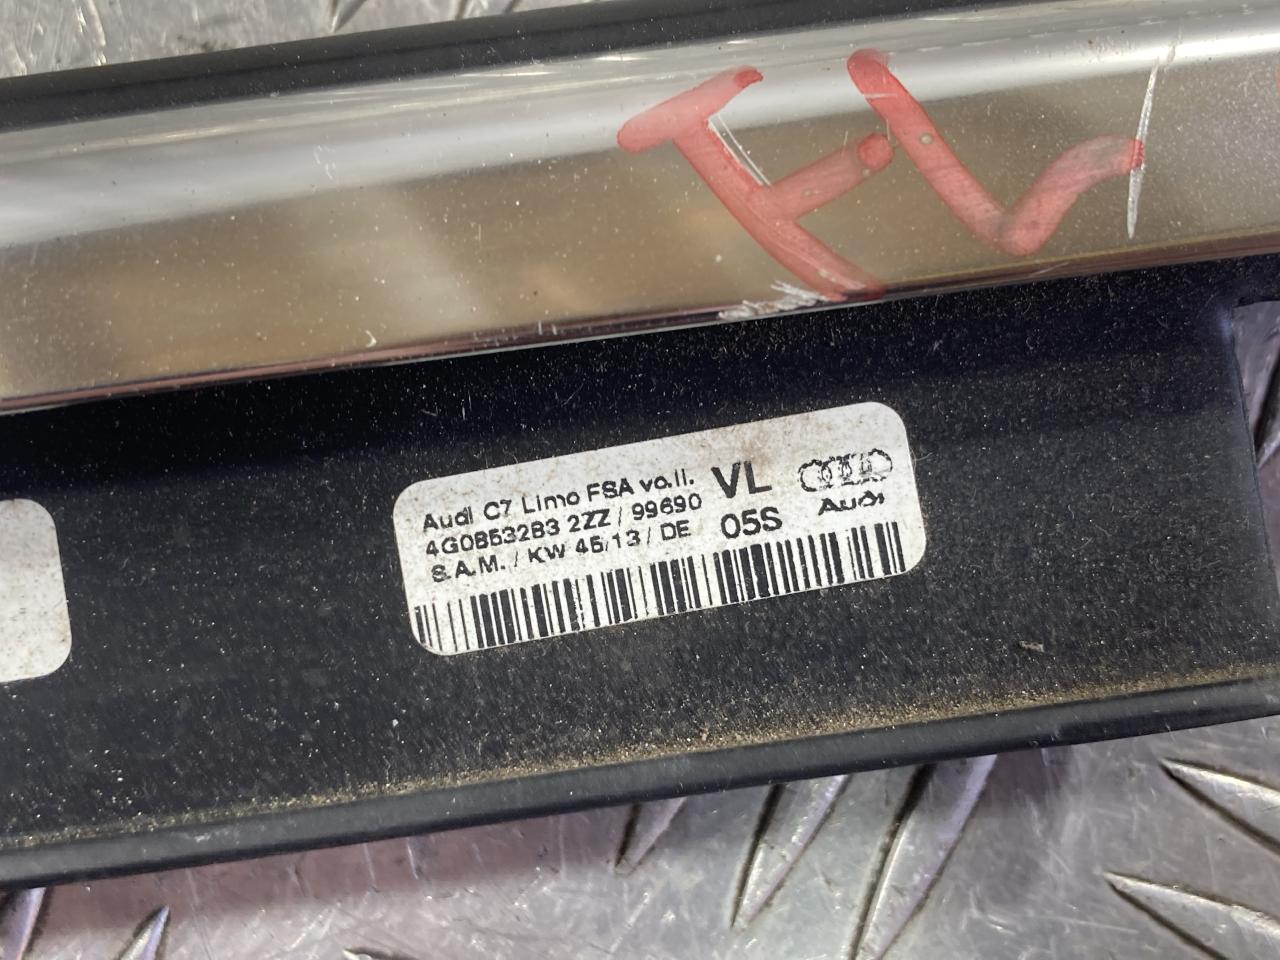 FL
Audi C7 Limo FSA vo.li.
4G0853283 2ZZ / 99690
S.A.M. / KW 45/13 / DE
VL
05S
Audi